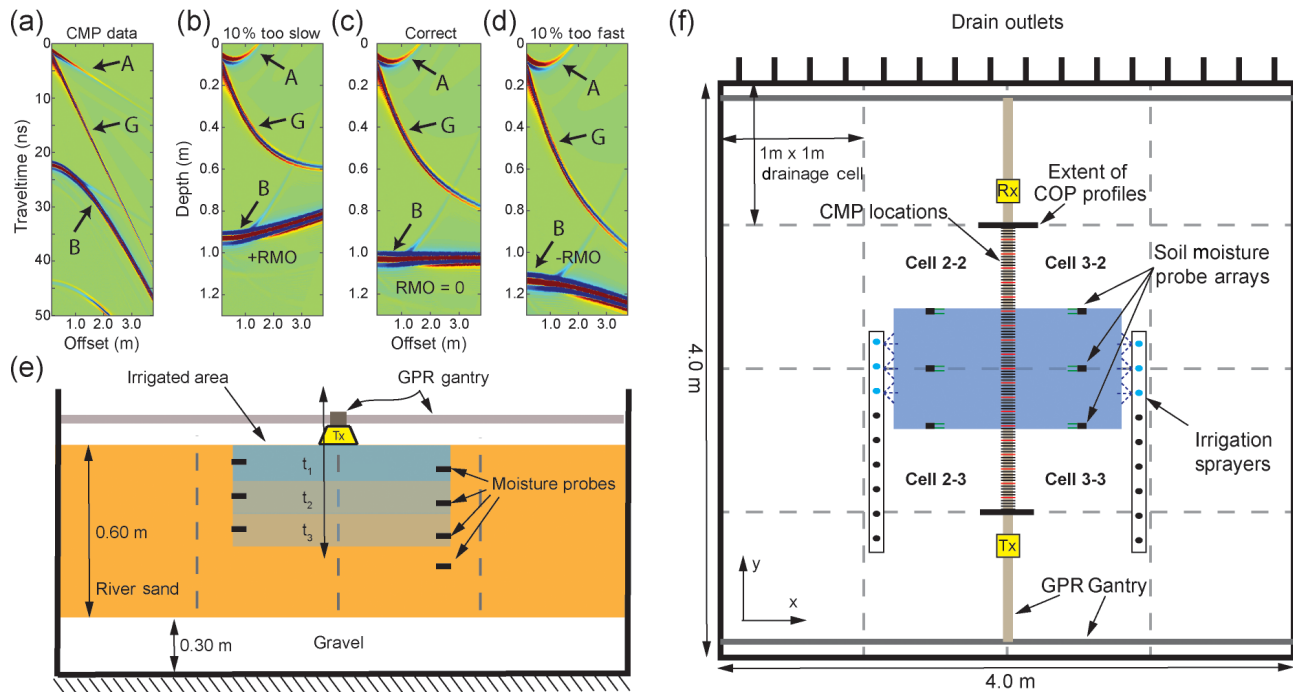 (a)
CMP data
0
10
20
30
40
50
Traveltime (ns)
1.0
2.0
3.0
Offset (m)
A
G
B
(b)
10% too slow
0
0.2
0.4
0.6
0.8
1.0
1.2
Depth (m)
1.0
2.0
3.0
A
G
B
+RMO
(c)
Correct
0
0.2
0.4
0.6
0.8
1.0
1.2
1.0
2.0
3.0
Offset (m)
A
G
B
RMO = 0
(d)
10% too fast
0
0.2
0.4
0.6
0.8
1.0
1.2
1.0
2.0
3.0
A
G
B
-RMO
(e)
Irrigated area
GPR gantry
Tx
t1
t2
t3
Moisture probes
0.60 m
River sand
0.30 m
Gravel
(f)
Drain outlets
1m x 1m
drainage cell
Rx
Extent of
COP profiles
CMP locations
Soil moisture
probe arrays
Cell 2-2
Cell 3-2
4.0 m
Irrigation
sprayers
Cell 2-3
Cell 3-3
Tx
y
x
GPR Gantry
4.0 m